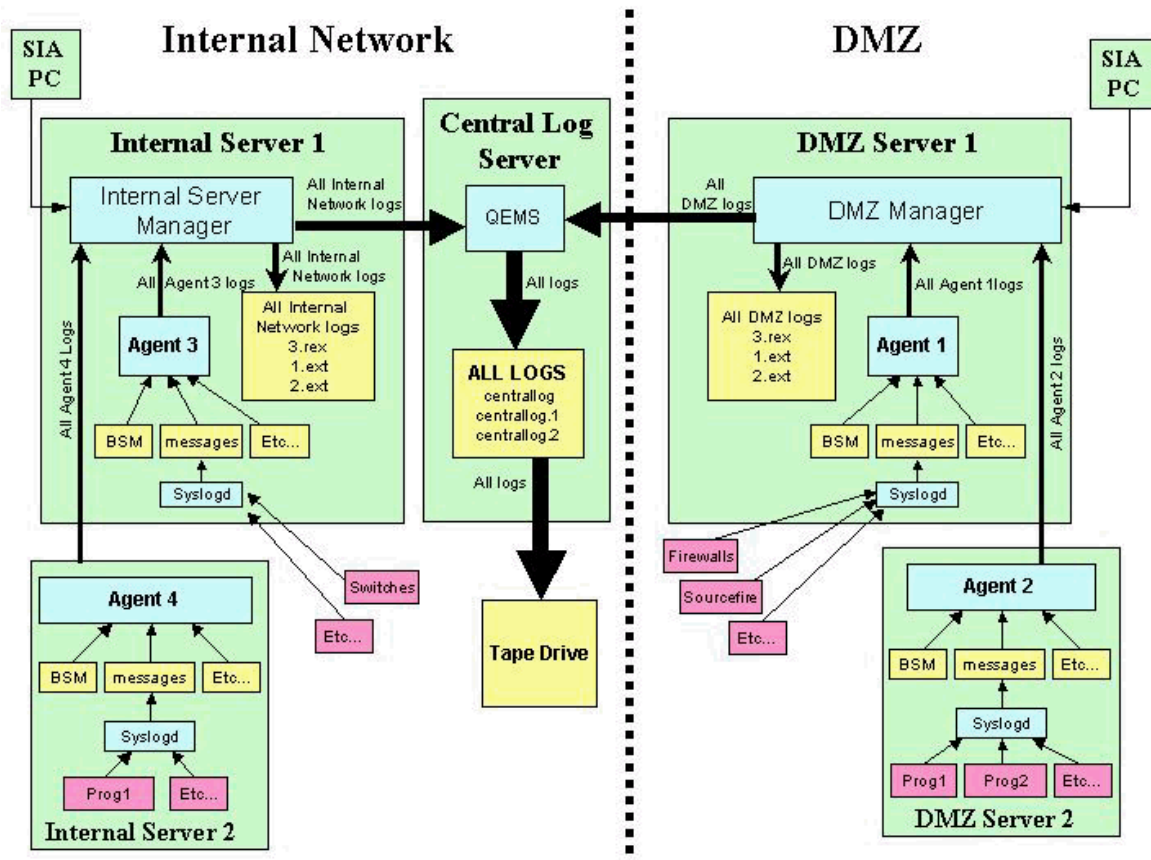 Internal Network
DMZ
SIA
PC
SIA
PC
Internal Server 1
Internal Server
Manager
All Internal
Network logs
All Agent 3 logs
All Internal
Network logs
All Internal
Network logs
3.rex
1.ext
2.ext
Agent 3
BSM
messages
Etc...
Syslogd
All Agent 4 Logs
Switches
Etc...
Agent 4
BSM
messages
Etc...
Syslogd
Prog1
Etc...
Internal Server 2
Central Log
Server
QEMS
All logs
ALL LOGS
centrallog
centrallog.1
centrallog.2
All logs
Tape Drive
DMZ Server 1
All
DMZ logs
DMZ Manager
All DMZ logs
All Agent 1logs
All DMZ logs
3.rex
1.ext
2.ext
Agent 1
BSM
messages
Etc...
Syslogd
All Agent 2 logs
Firewalls
Sourcefire
Etc...
Agent 2
BSM
messages
Etc...
Syslogd
Prog1
Prog2
Etc...
DMZ Server 2